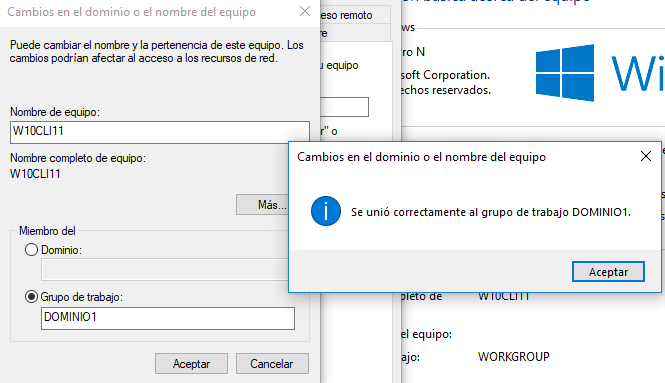 Cambios en el dominio o el nombre del equipo
Puede cambiar el nombre y la pertenencia de este equipo. Los
cambios podrían afectar al acceso a los recursos de red.
Nombre de equipo:
W10CLI11
Nombre completo de equipo:
W10CLI11
Más...
Miembro del
Dominio:
Grupo de trabajo:
DOMINIO1
Aceptar
Cancelar
eso remoto
re
u equipo
r" o
ws
ro N
soft Corporation.
echos reservados.
Wi
Cambios en el dominio o el nombre del equipo
Se unió correctamente al grupo de trabajo DOMINIO1.
Aceptar
pleto de
W10CLI11
el equipo:
ajo:
WORKGROUP